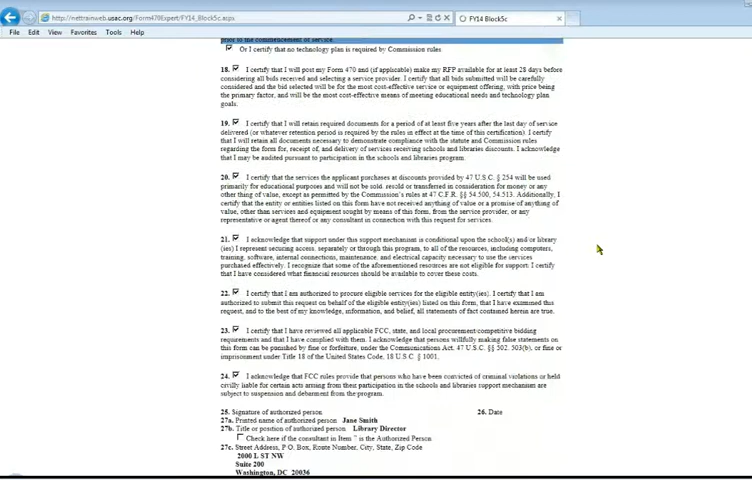 http://nettrainweb.usac.org/Form470Expert/FY14_Block5c.aspx
FY14 Block5c
File Edit View Favorites Tools Help
prior to the commencement of service.
Or I certify that no technology plan is required by Commission rules
18. I certify that I will post my Form 470 and (if applicable) make my RFP available for at least 28 days before
considering all bids received and selecting a service provider. I certify that all bids submitted will be carefully
considered and the bid selected will be for the most cost-effective service or equipment offering, with price being
the primary factor, and will be the most cost-effective means of meeting educational needs and technology plan
goals.
19. I certify that I will retain required documents for a period of at least five years after the last day of service
delivered (or whatever retention period is required by the rules in effect at the time of this certification). I certify
that I will retain all documents necessary to demonstrate compliance with the statute and Commission rules
regarding the form for, receipt of, and delivery of services receiving schools and libraries discounts. I acknowledge
that I may be audited pursuant to participation in the schools and libraries program.
20. I certify that the services the applicant purchases at discounts provided by 47 U.S.C. § 254 will be used
primarily for educational purposes and will not be sold, resold or transferred in consideration for money or any
other thing of value, except as permitted by the Commission's rules at 47 C.F.R. §§ 54.500, 54.513. Additionally, I
certify that the entity or entities listed on this form have not received anything of value or a promise of anything of
value, other than services and equipment sought by means of this form, from the service provider, or any
representative or agent thereof or any consultant in connection with this request for services.
21. I acknowledge that support under this support mechanism is conditional upon the school(s) and/or library
(ies) I represent securing access, separately or through this program, to all of the resources, including computers,
training, software, internal connections, maintenance, and electrical capacity necessary to use the services
purchased effectively. I recognize that some of the aforementioned resources are not eligible for support. I certify
that I have considered what financial resources should be available to cover these costs.
22. I certify that I am authorized to procure eligible services for the eligible entity(ies). I certify that I am
authorized to submit this request on behalf of the eligible entity(ies) listed on this form, that I have examined this
request, and to the best of my knowledge, information, and belief, all statements of fact contained herein are true.
23. I certify that I have reviewed all applicable FCC, state, and local procurement/competitive bidding
requirements and that I have complied with them. I acknowledge that persons willfully making false statements on
this form can be punished by fine or forfeiture, under the Communications Act, 47 U.S.C. §§ 502, 503(b), or fine or
imprisonment under Title 18 of the United States Code, 18 U.S.C. § 1001.
24. I acknowledge that FCC rules provide that persons who have been convicted of criminal violations or held
civilly liable for certain acts arising from their participation in the schools and libraries support mechanism are
subject to suspension and debarment from the program.
25. Signature of authorized person 26. Date
27a. Printed name of authorized person Jane Smith
27b. Title or position of authorized person Library Director
Check here if the consultant in Item " is the Authorized Person
27c. Street Address, P.O. Box, Route Number, City, State, Zip Code
2000 L ST NW
Suite 200
Washington, DC 20036